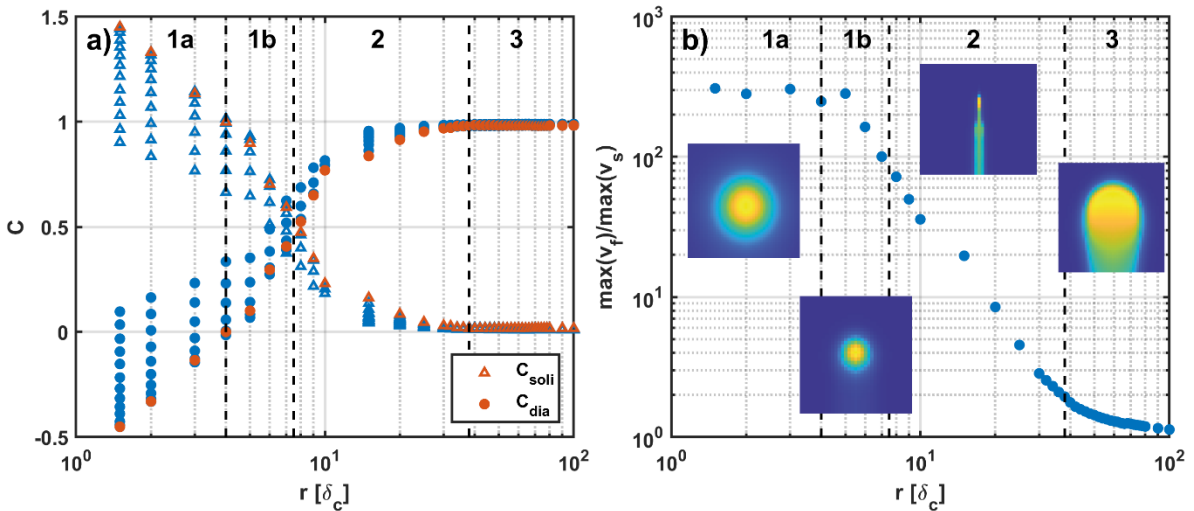 a)
1a
1b
2
3
1.5
1
0.5
0
-0.5
C
C_soli
C_dia
10^0
10^1
10^2
r [δ_c]
b)
1a
1b
2
3
10^3
10^2
10^1
10^0
max(v_f)/max(v_s)
10^0
10^1
10^2
r [δ_c]